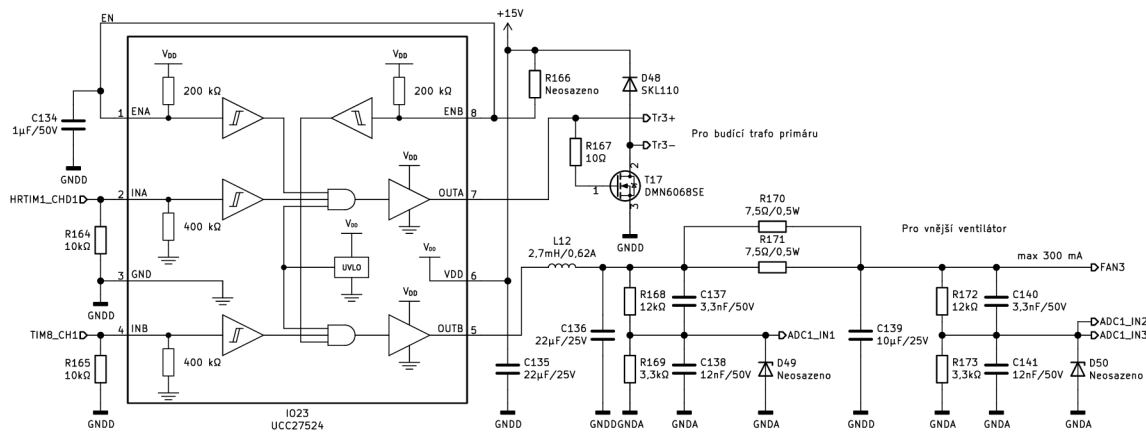 EN
+15V
VDD
VDD
200 kΩ
200 kΩ
R166
Neosazeno
D48
SKL110
C134
1µF/50V
GNDD
1
ENA
ENB
8
Tr3+
Tr3-
Pro budící trafo primáru
R167
10Ω
T17
DMN6068SE
1
2
3
GNDD
HRTIM1_CHD1
2
INA
VDD
OUTA
7
R164
10kΩ
400 kΩ
VDD
UVLO
VDD
VDD
6
3
GND
GNDD
R170
7,5Ω/0,5W
R171
7,5Ω/0,5W
Pro vnější ventilátor
L12
2,7mH/0,62A
max 300 mA
FAN3
TIM8_CH1
4
INB
VDD
OUTB
5
R165
10kΩ
400 kΩ
GNDD
IO23
UCC27524
C135
22µF/25V
GNDD
C136
22µF/25V
GNDD
R168
12kΩ
C137
3,3nF/50V
R169
3,3kΩ
GNDA
C138
12nF/50V
GNDA
ADC1_IN1
D49
Neosazeno
GNDA
C139
10µF/25V
GNDD
R172
12kΩ
C140
3,3nF/50V
ADC1_IN2
ADC1_IN3
R173
3,3kΩ
GNDA
C141
12nF/50V
GNDA
D50
Neosazeno
GNDA